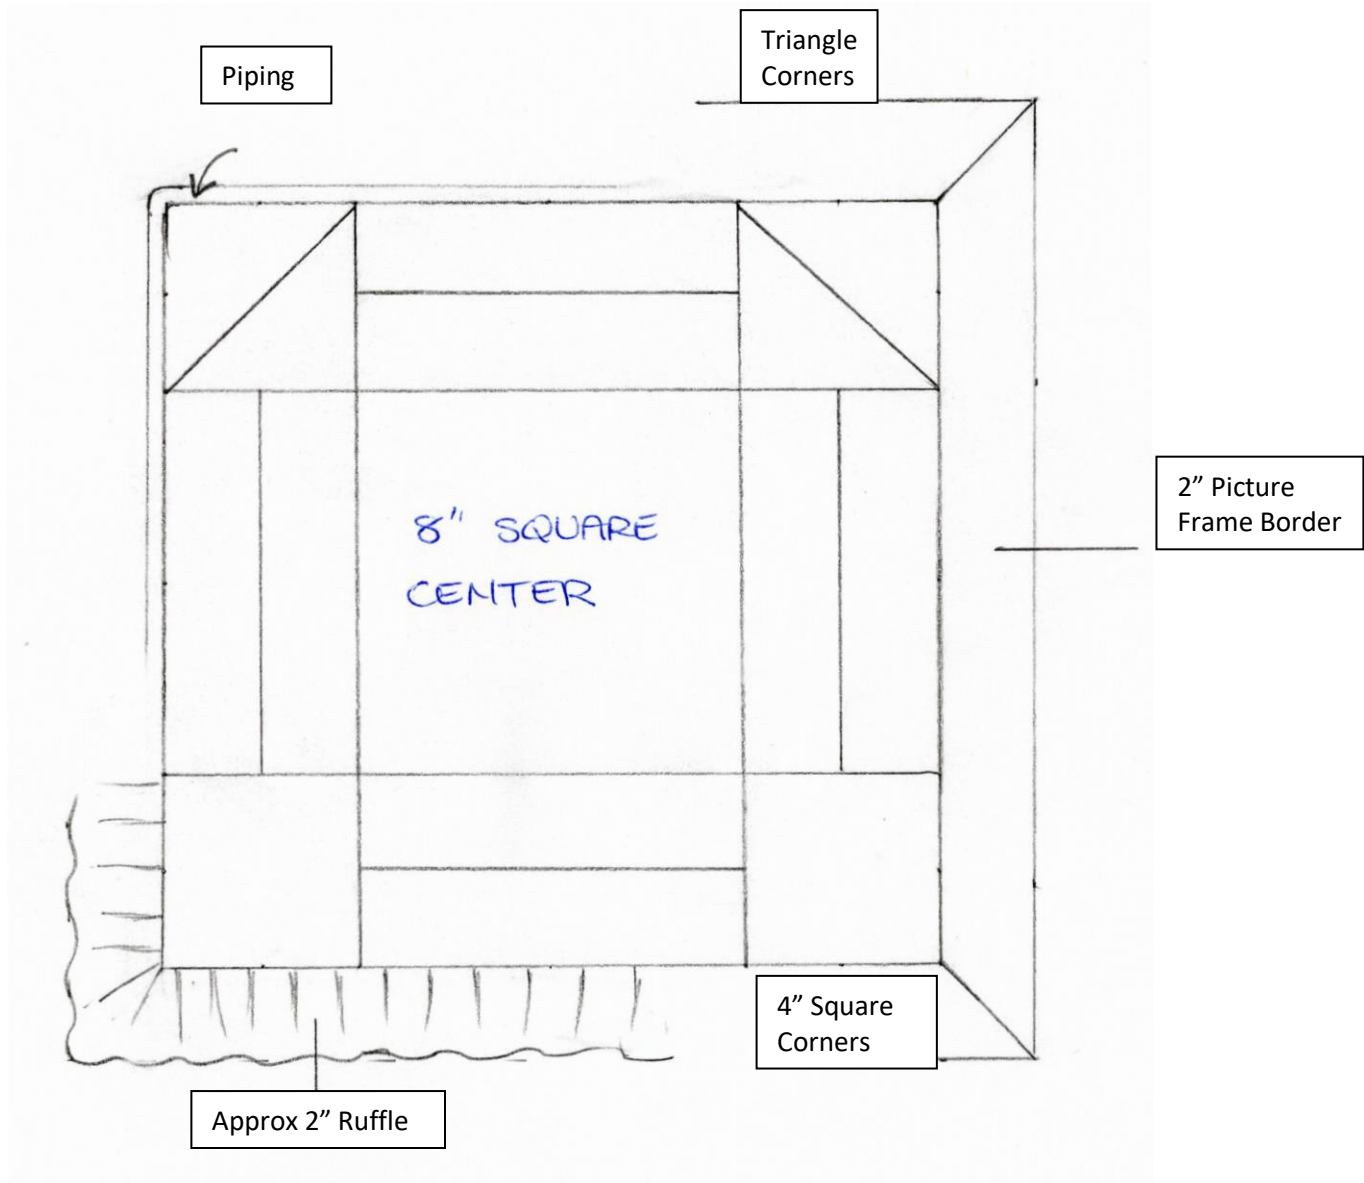 Piping
Triangle
Corners
2” Picture
Frame Border
8" SQUARE
CENTER
4” Square
Corners
Approx 2” Ruffle